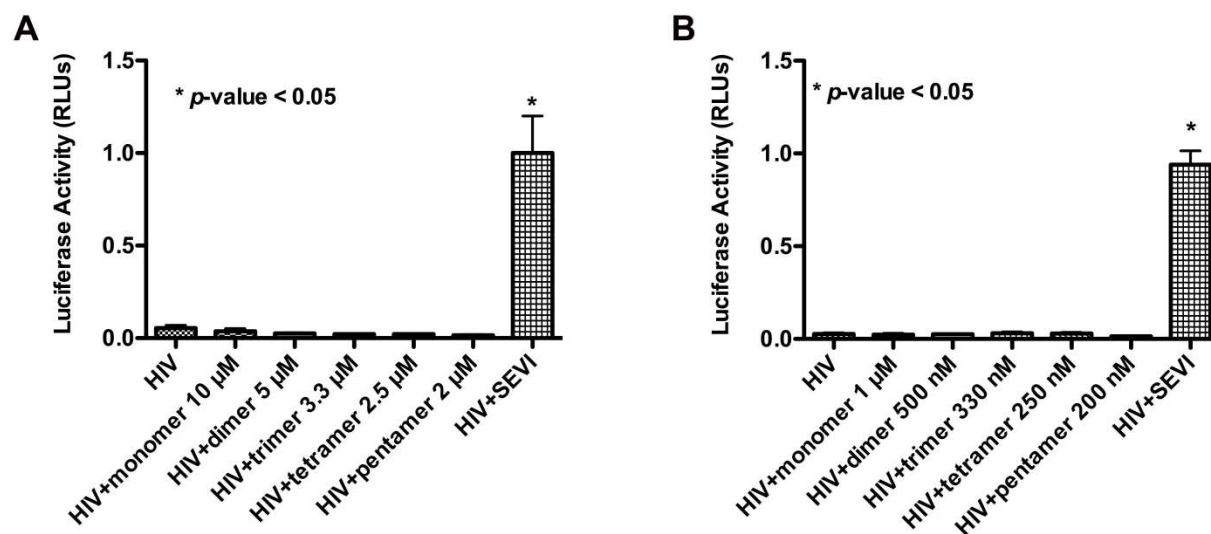 A
Luciferase Activity (RLUs)
1.5
1.0
0.5
0.0
* p-value < 0.05
*
HIV
HIV+monomer 10 µM
HIV+dimer 5 µM
HIV+trimer 3.3 µM
HIV+tetramer 2.5 µM
HIV+pentamer 2 µM
HIV+SEVI
B
Luciferase Activity (RLUs)
1.5
1.0
0.5
0.0
* p-value < 0.05
*
HIV
HIV+monomer 1 µM
HIV+dimer 500 nM
HIV+trimer 330 nM
HIV+tetramer 250 nM
HIV+pentamer 200 nM
HIV+SEVI